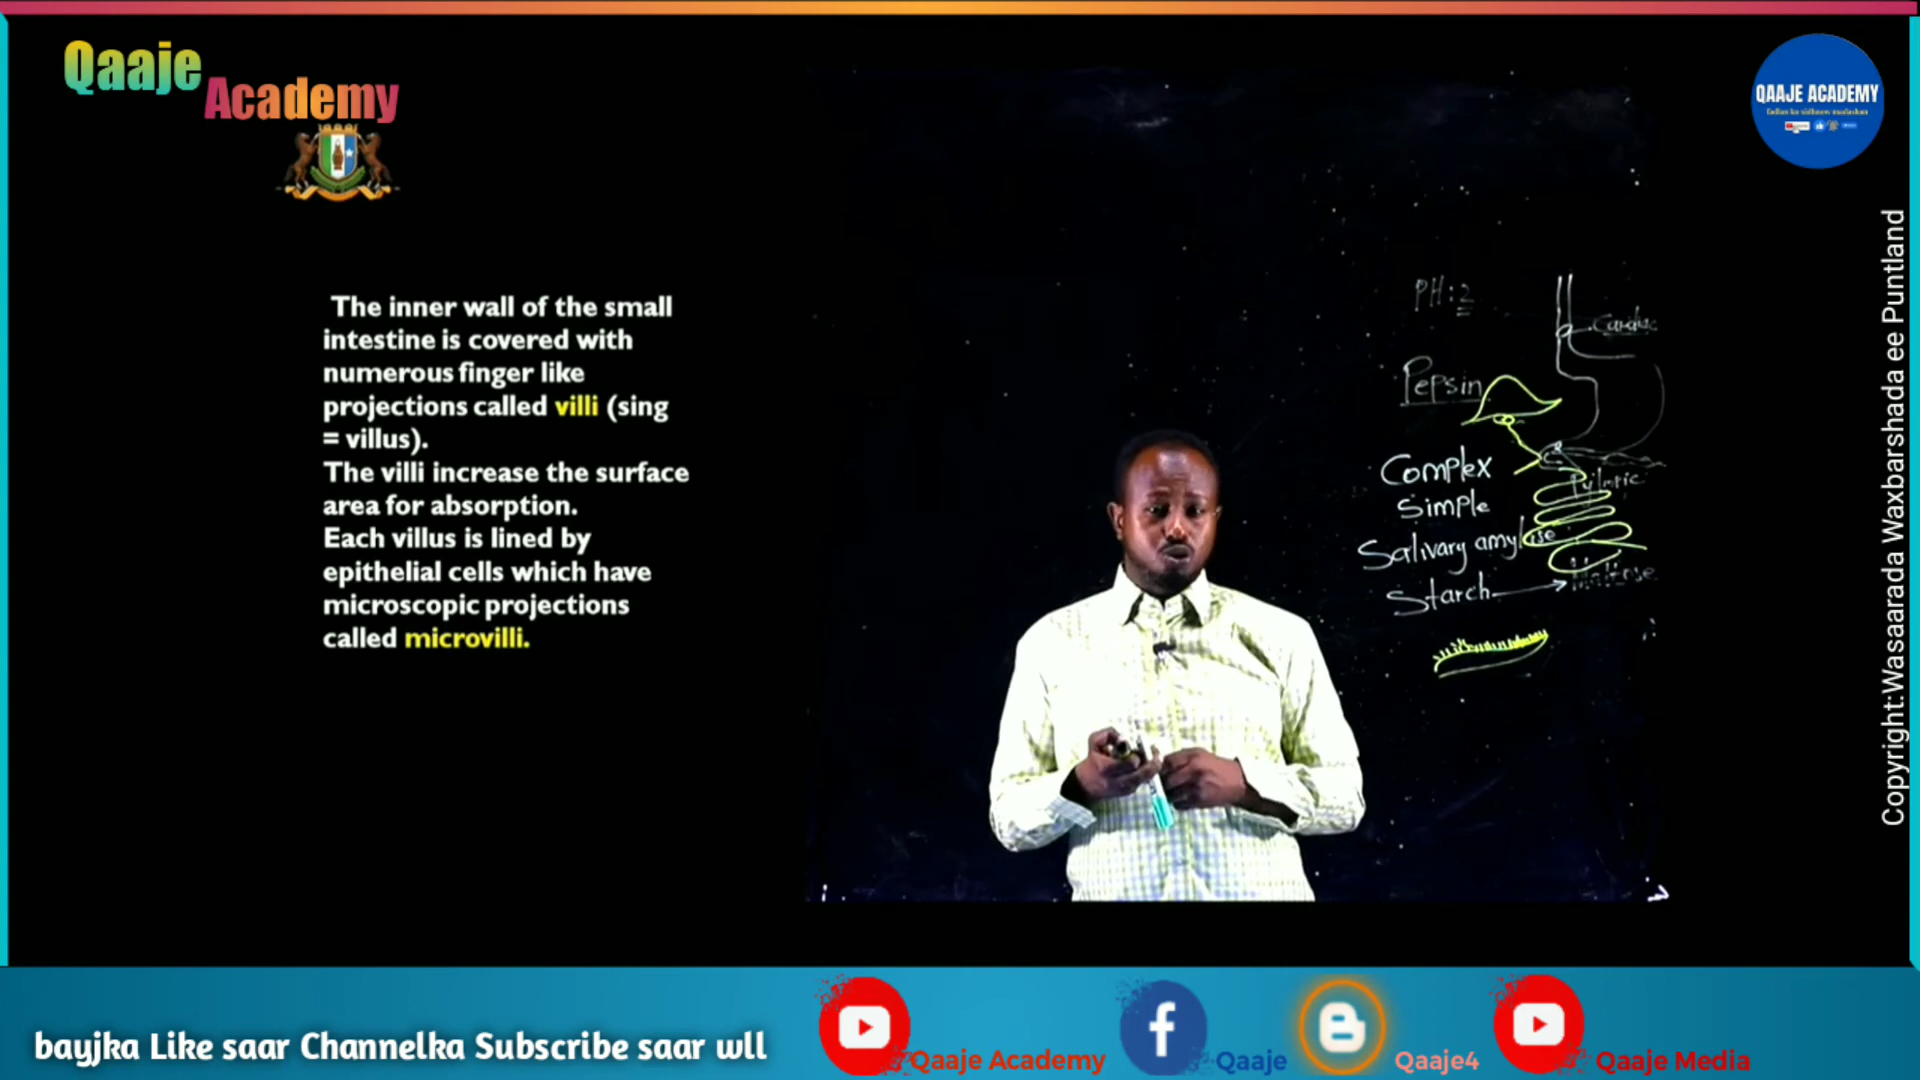 Qaaje
Academy
QAAJE ACADEMY
The inner wall of the small
intestine is covered with
numerous finger like
projections called villi (sing
= villus).
The villi increase the surface
area for absorption.
Each villus is lined by
epithelial cells which have
microscopic projections
called microvilli.
PH:2
Cardiac
Pepsin
Complex
Simple
Salivary amylase
Starch
Copyright:Wasaarada Waxbarshada ee Puntland
bayjka Like saar Channelka Subscribe saar wll
Qaaje Academy
Qaaje
Qaaje4
Qaaje Media